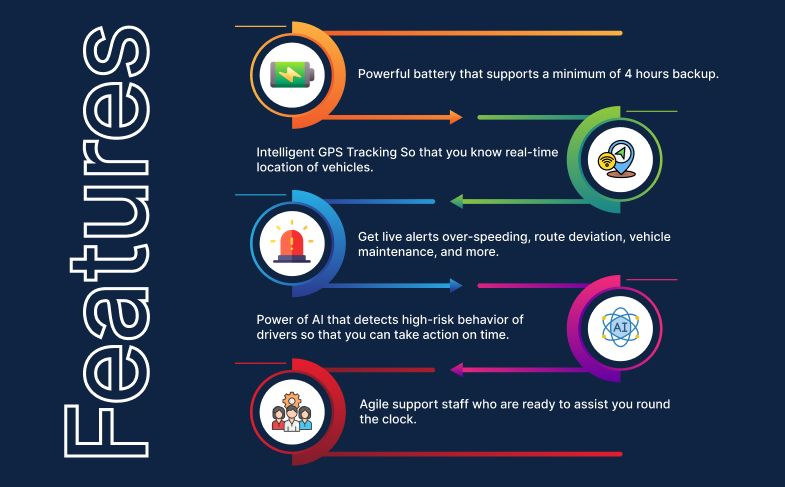 Features
Powerful battery that supports a minimum of 4 hours backup.
Intelligent GPS Tracking So that you know real-time
location of vehicles.
Get live alerts over-speeding, route deviation, vehicle
maintenance, and more.
Power of AI that detects high-risk behavior of
drivers so that you can take action on time.
AI
Agile support staff who are ready to assist you round
the clock.